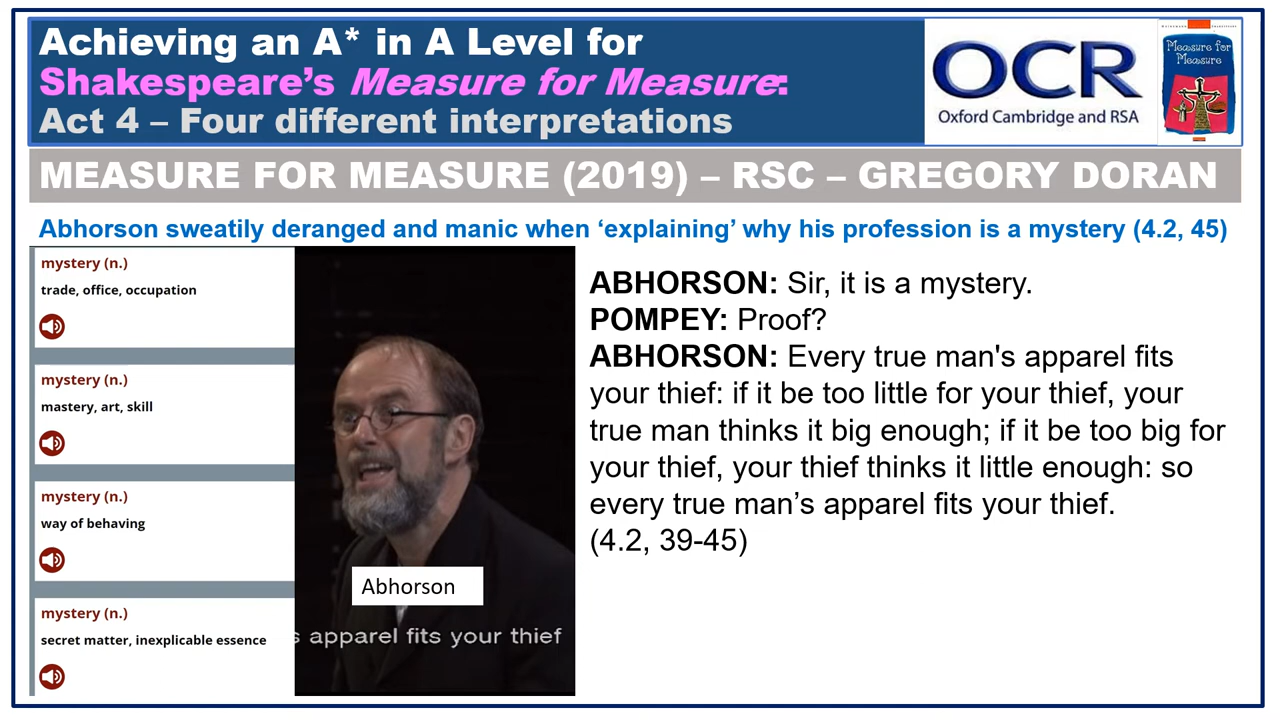 Achieving an A* in A Level for
Shakespeare's Measure for Measure:
Act 4 – Four different interpretations
OCR
Oxford Cambridge and RSA
Measure for
Measure
MEASURE FOR MEASURE (2019) – RSC – GREGORY DORAN
Abhorson sweatily deranged and manic when 'explaining' why his profession is a mystery (4.2, 45)
mystery (n.)
trade, office, occupation
mystery (n.)
mastery, art, skill
mystery (n.)
way of behaving
mystery (n.)
secret matter, inexplicable essence
Abhorson
s apparel fits your thief
ABHORSON: Sir, it is a mystery.
POMPEY: Proof?
ABHORSON: Every true man's apparel fits
your thief: if it be too little for your thief, your
true man thinks it big enough; if it be too big for
your thief, your thief thinks it little enough: so
every true man's apparel fits your thief.
(4.2, 39-45)